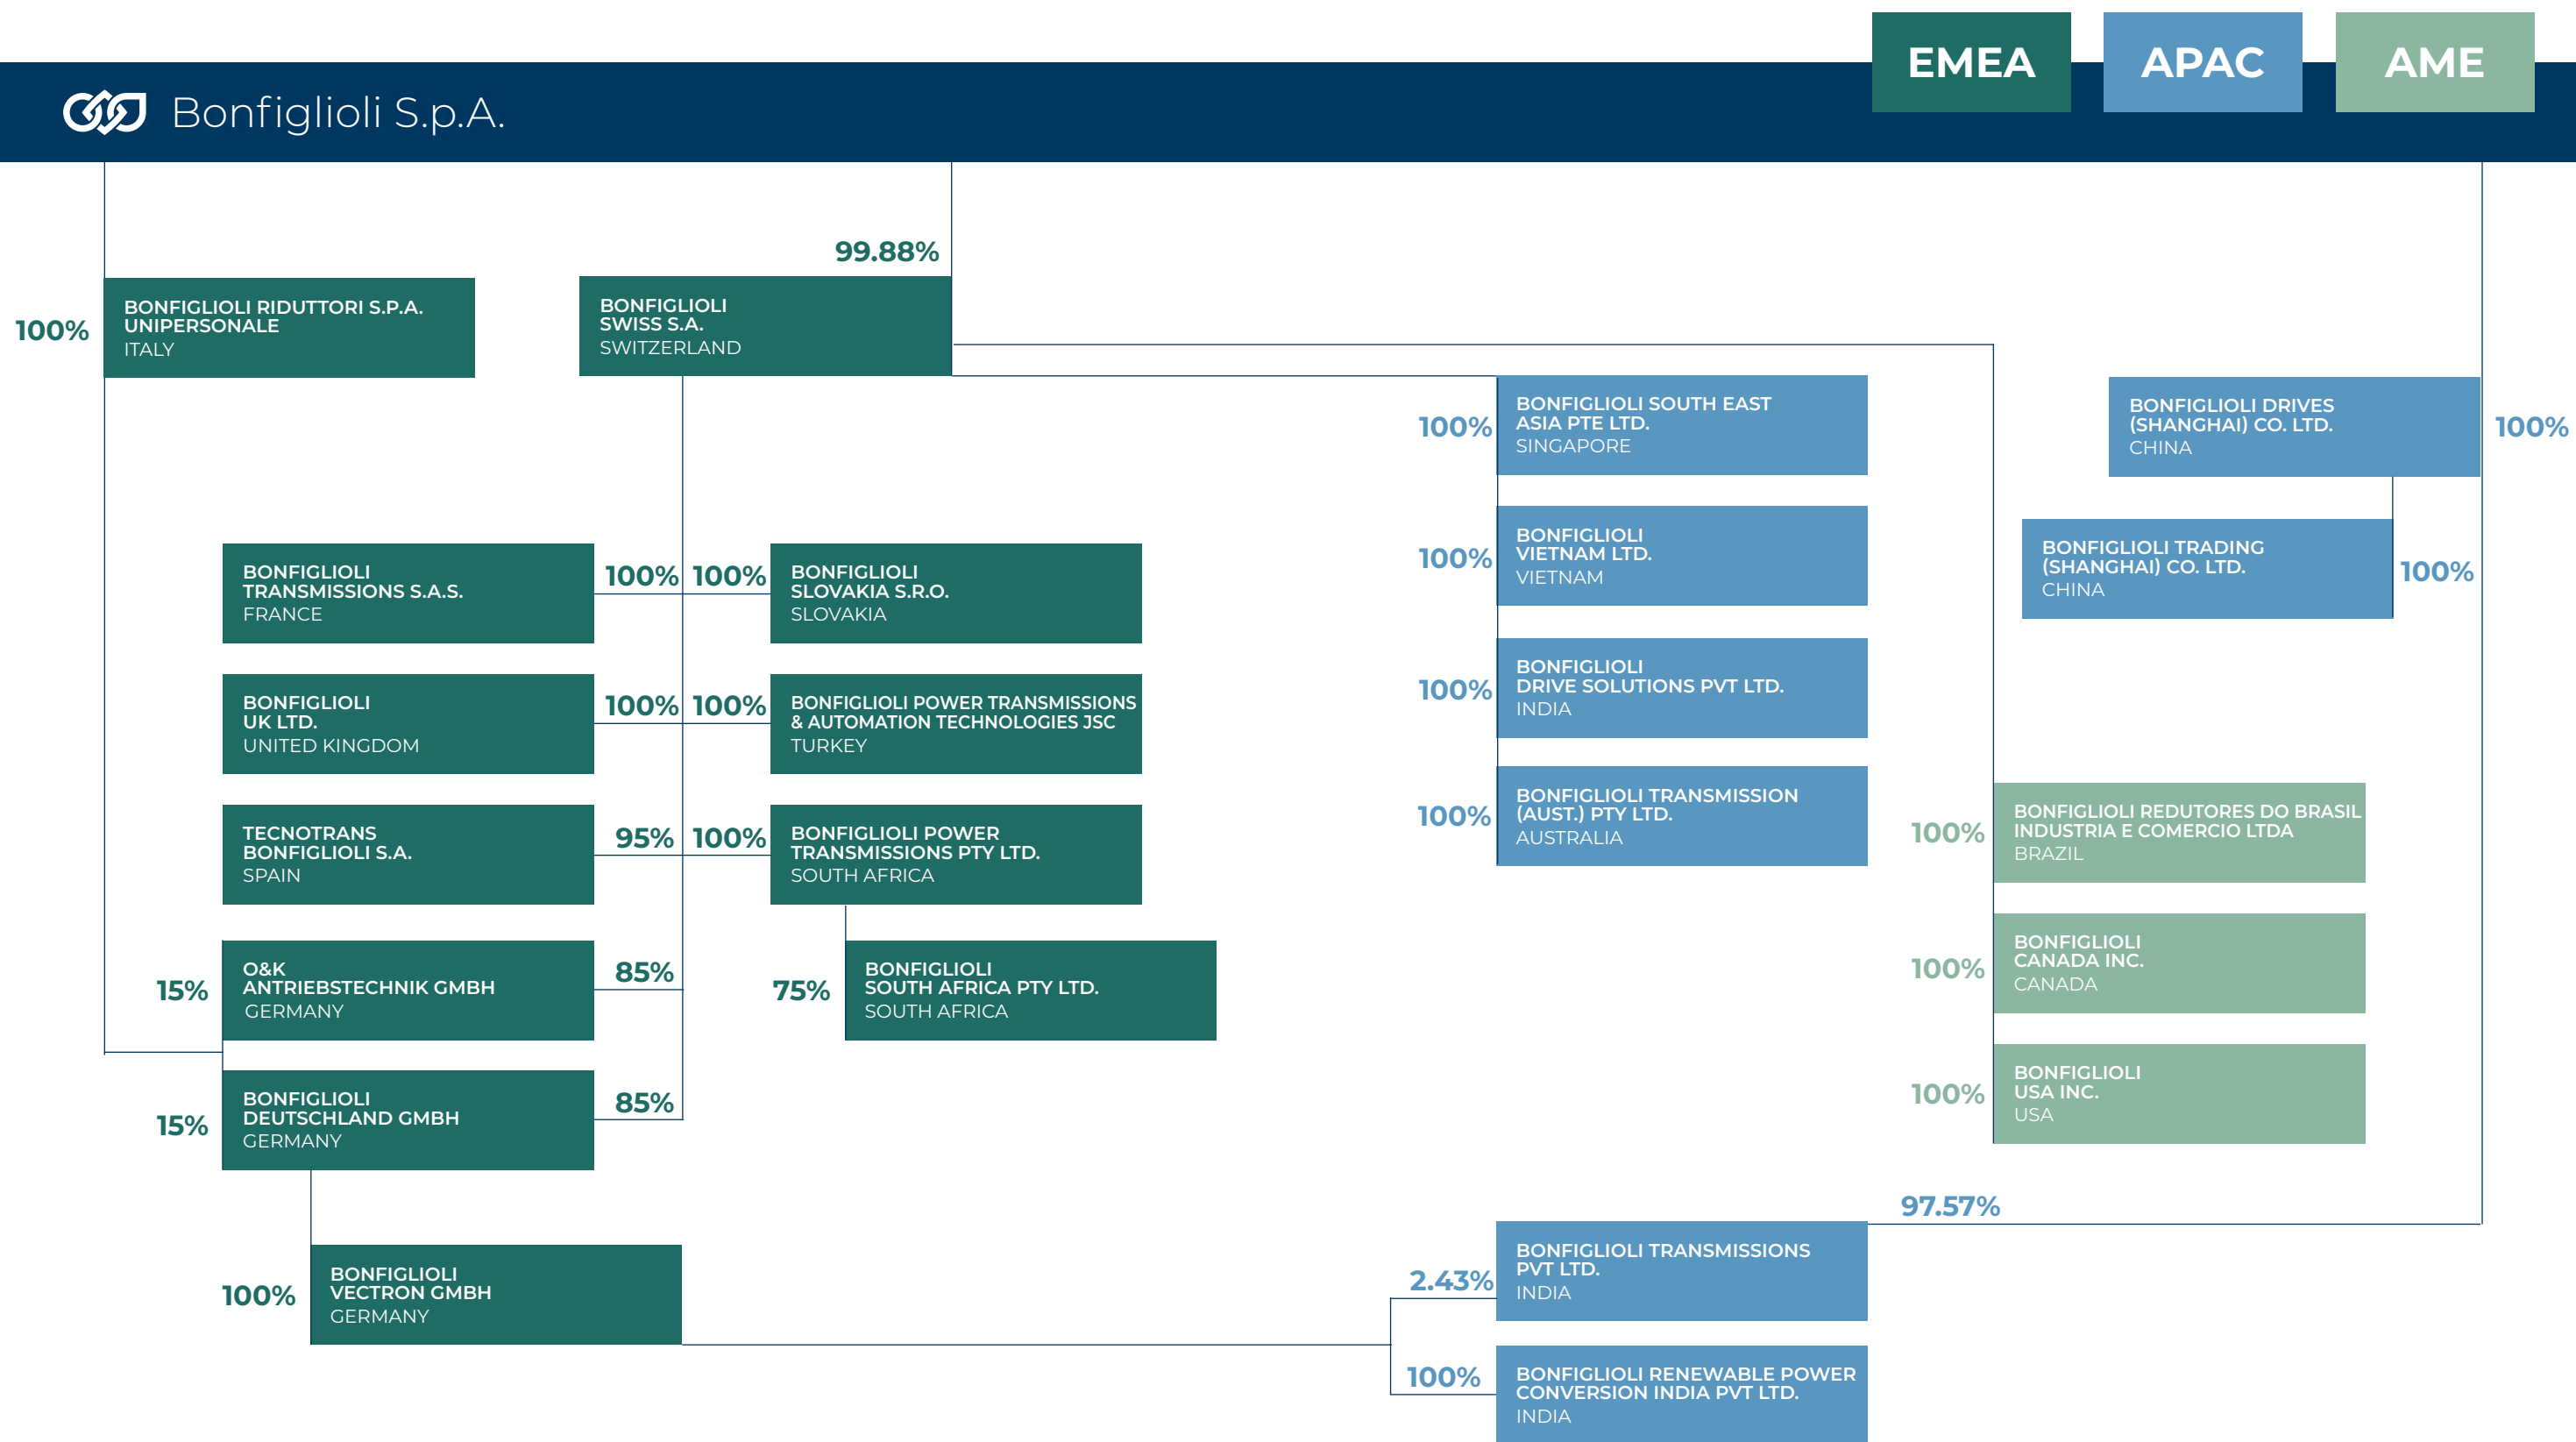 EMEA
APAC
AME
Bonfiglioli S.p.A.
99.88%
100%
BONFIGLIOLI RIDUTTORI S.P.A.
UNIPERSONALE
ITALY
BONFIGLIOLI
SWISS S.A.
SWITZERLAND
100%
BONFIGLIOLI SOUTH EAST
ASIA PTE LTD.
SINGAPORE
BONFIGLIOLI DRIVES
(SHANGHAI) CO. LTD.
CHINA
100%
100%
BONFIGLIOLI
VIETNAM LTD.
VIETNAM
BONFIGLIOLI TRADING
(SHANGHAI) CO. LTD.
CHINA
100%
BONFIGLIOLI
TRANSMISSIONS S.A.S.
FRANCE
100%
100%
BONFIGLIOLI
SLOVAKIA S.R.O.
SLOVAKIA
100%
BONFIGLIOLI
DRIVE SOLUTIONS PVT LTD.
INDIA
BONFIGLIOLI
UK LTD.
UNITED KINGDOM
100%
100%
BONFIGLIOLI POWER TRANSMISSIONS
& AUTOMATION TECHNOLOGIES JSC
TURKEY
100%
BONFIGLIOLI TRANSMISSION
(AUST.) PTY LTD.
AUSTRALIA
100%
BONFIGLIOLI REDUTORES DO BRASIL
INDUSTRIA E COMERCIO LTDA
BRAZIL
TECNOTRANS
BONFIGLIOLI S.A.
SPAIN
95%
100%
BONFIGLIOLI POWER
TRANSMISSIONS PTY LTD.
SOUTH AFRICA
15%
O&K
ANTRIEBSTECHNIK GMBH
GERMANY
85%
75%
BONFIGLIOLI
SOUTH AFRICA PTY LTD.
SOUTH AFRICA
100%
BONFIGLIOLI
CANADA INC.
CANADA
15%
BONFIGLIOLI
DEUTSCHLAND GMBH
GERMANY
85%
100%
BONFIGLIOLI
USA INC.
USA
97.57%
100%
BONFIGLIOLI
VECTRON GMBH
GERMANY
2.43%
BONFIGLIOLI TRANSMISSIONS
PVT LTD.
INDIA
100%
BONFIGLIOLI RENEWABLE POWER
CONVERSION INDIA PVT LTD.
INDIA